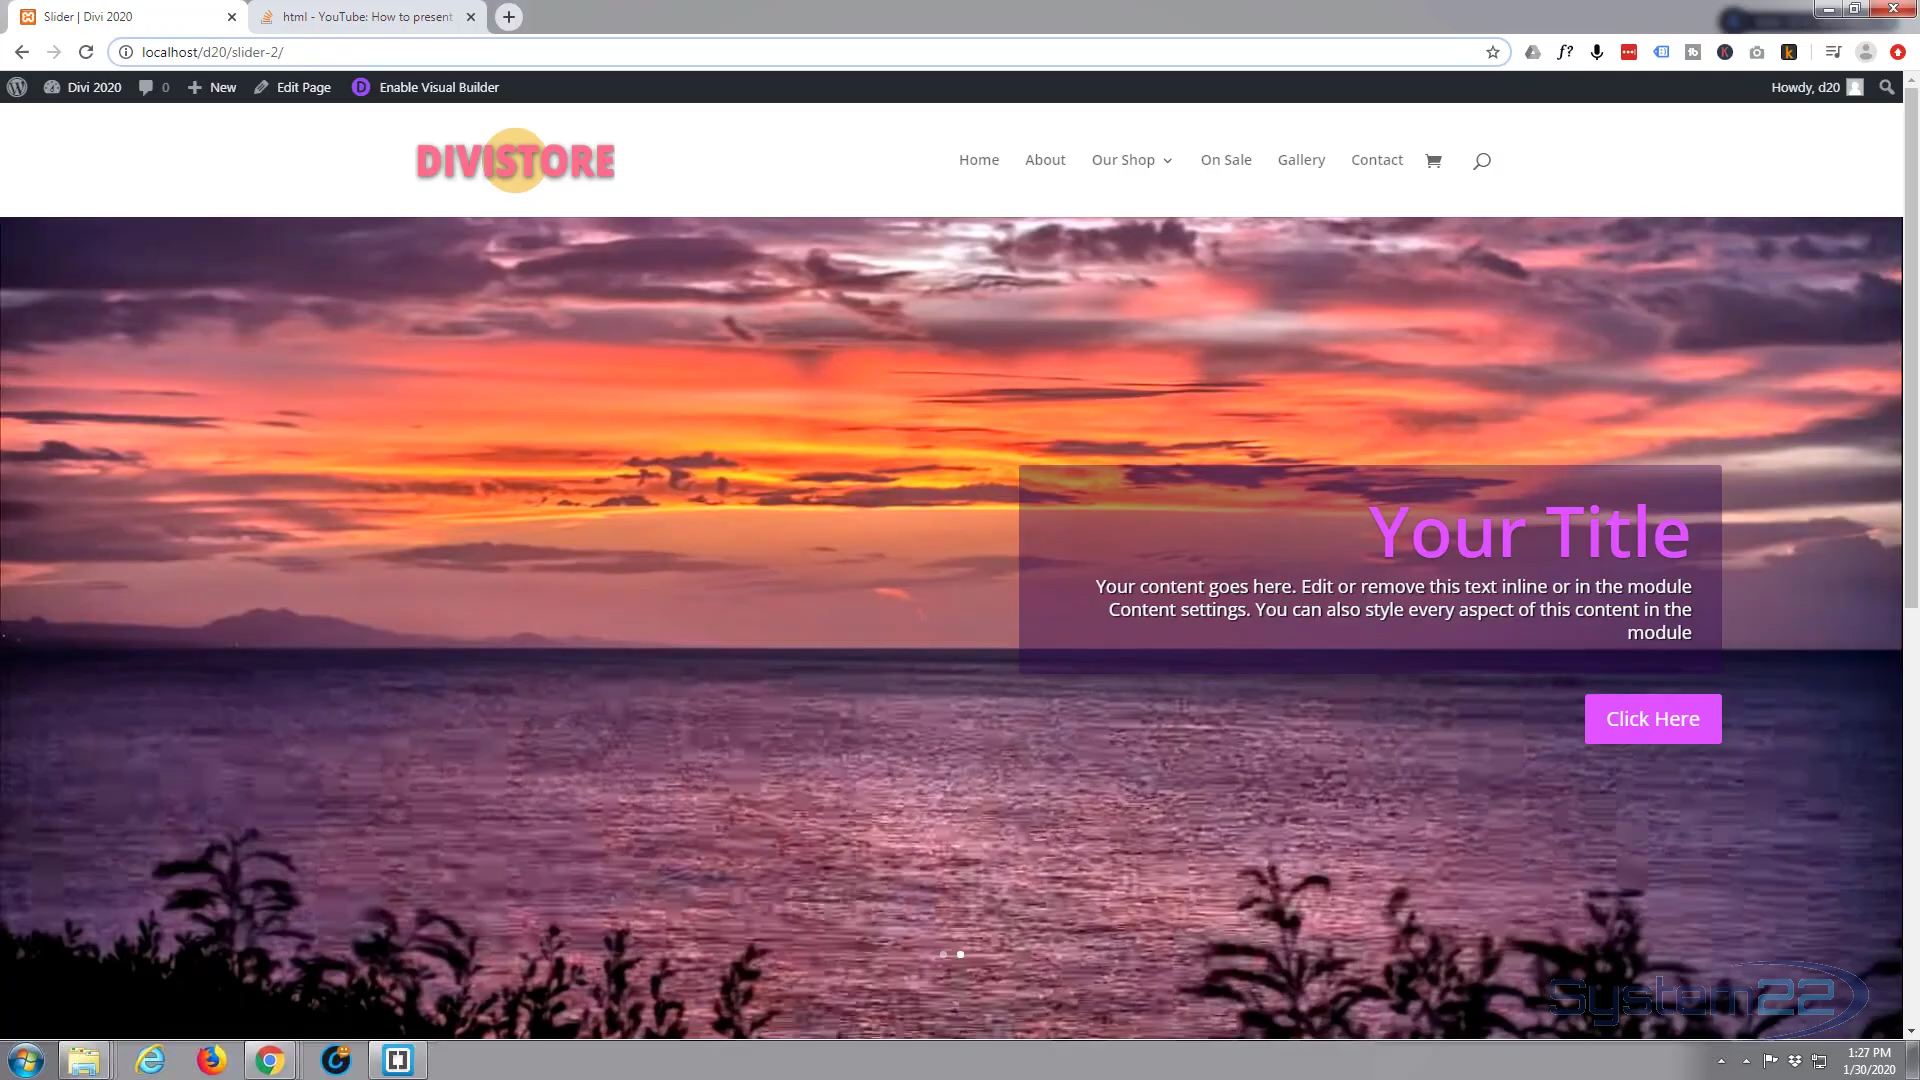 Slider | Divi 2020
html - YouTube: How to present
localhost/d20/slider-2/
f?
Divi 2020
0
New
Edit Page
D
Enable Visual Builder
Howdy, d20
DIVISTORE
Home
About
Our Shop
On Sale
Gallery
Contact
Your Title
Your content goes here. Edit or remove this text inline or in the module
Content settings. You can also style every aspect of this content in the
module
Click Here
System22
1:27 PM
1/30/2020